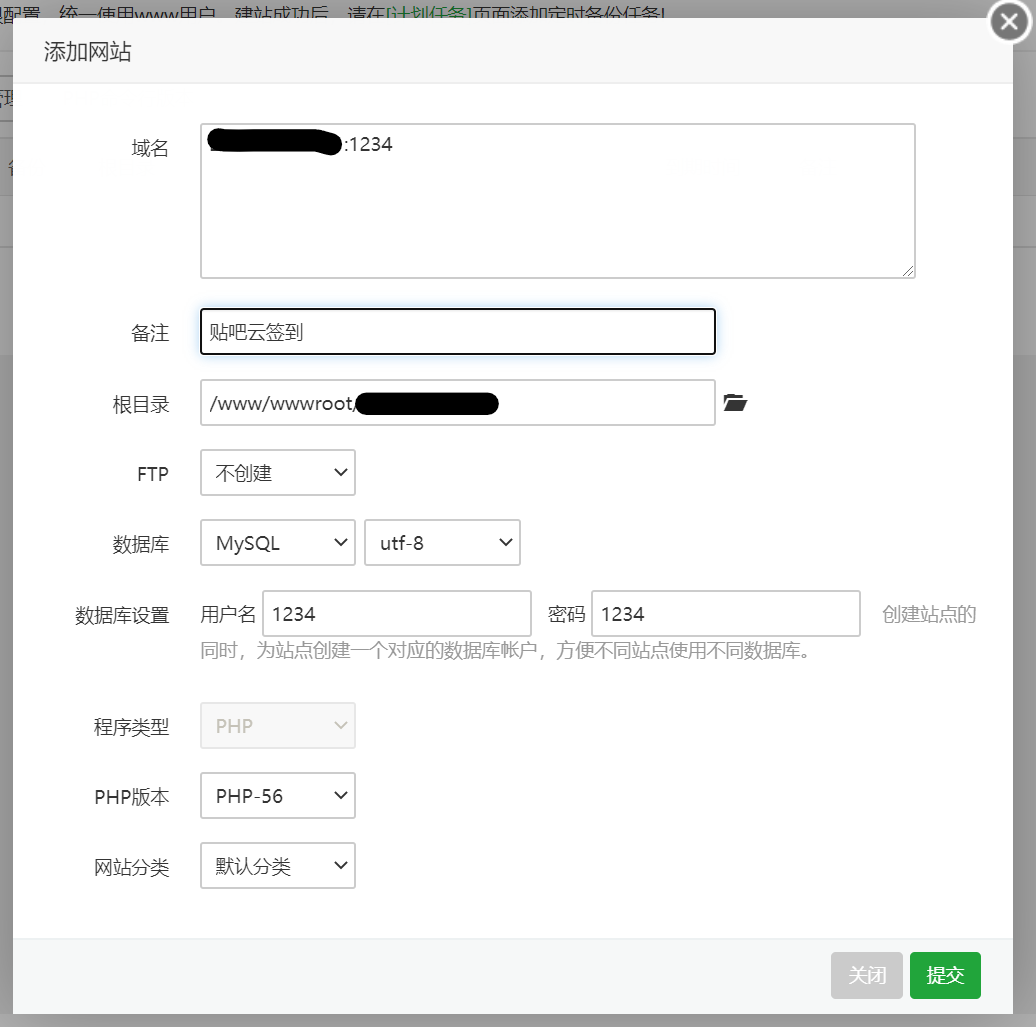 配置，统一使用www用户，建站成功后，请在[计划任务]页面添加定时备份任务!
添加网站
域名
:1234
备注
贴吧云签到
根目录
/www/wwwroot/
FTP
不创建
数据库
MySQL
utf-8
数据库设置
用户名
1234
密码
1234
创建站点的
同时，为站点创建一个对应的数据库帐户，方便不同站点使用不同数据库。
程序类型
PHP
PHP版本
PHP-56
网站分类
默认分类
关闭
提交